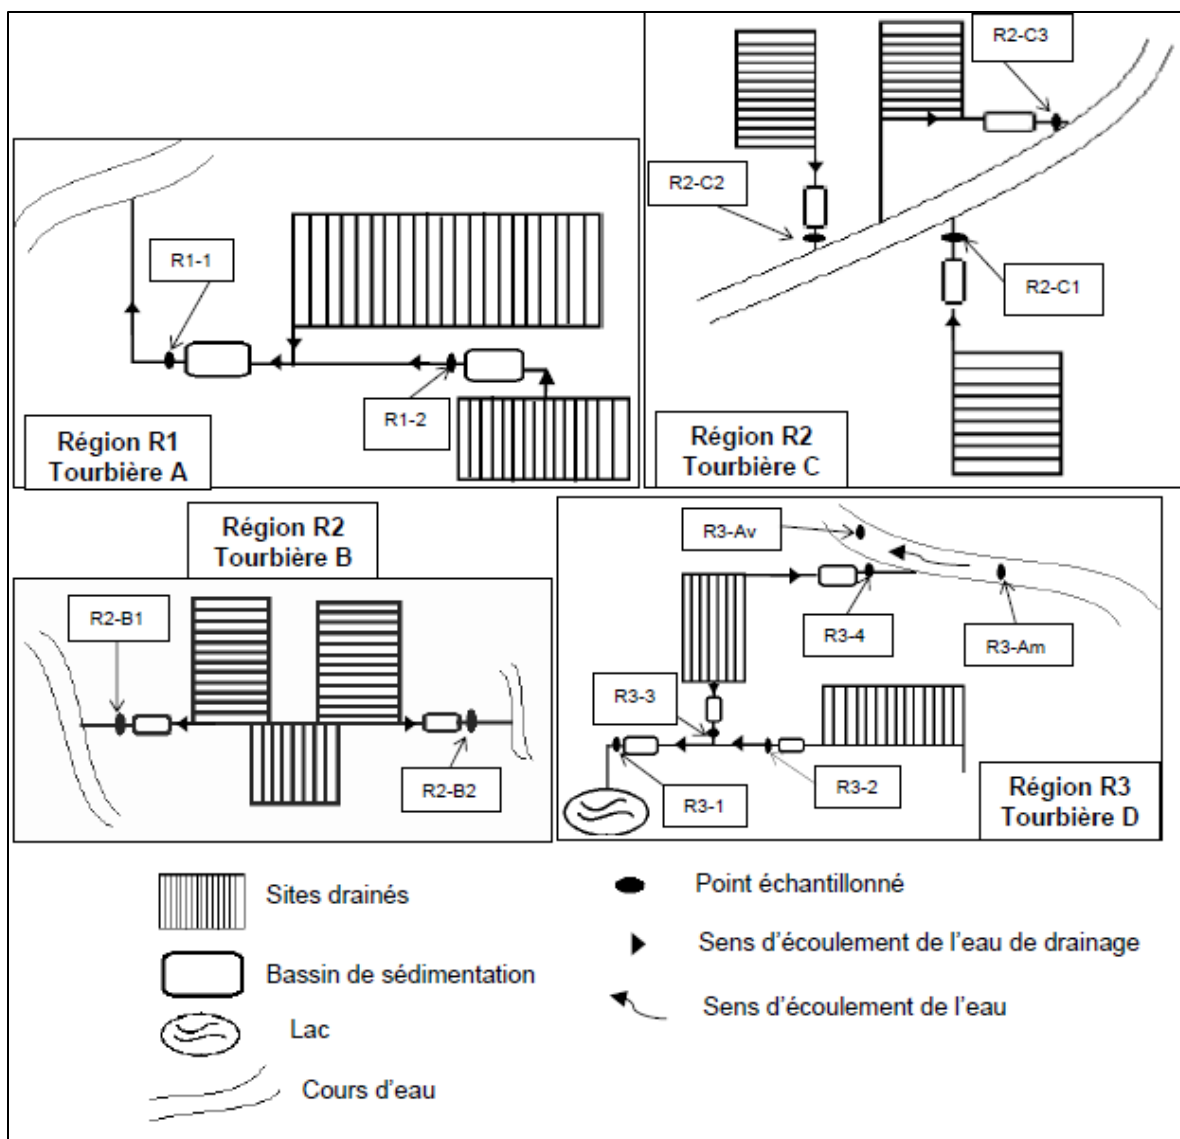 R2-C3
R2-C2
R2-C1
Région R2
Tourbière C
R1-1
R1-2
Région R1
Tourbière A
Région R2
Tourbière B
R2-B1
R2-B2
R3-Av
R3-4
R3-Am
R3-3
R3-1
R3-2
Région R3
Tourbière D
Sites drainés
Bassin de sédimentation
Lac
Cours d'eau
Point échantillonné
Sens d'écoulement de l'eau de drainage
Sens d'écoulement de l'eau